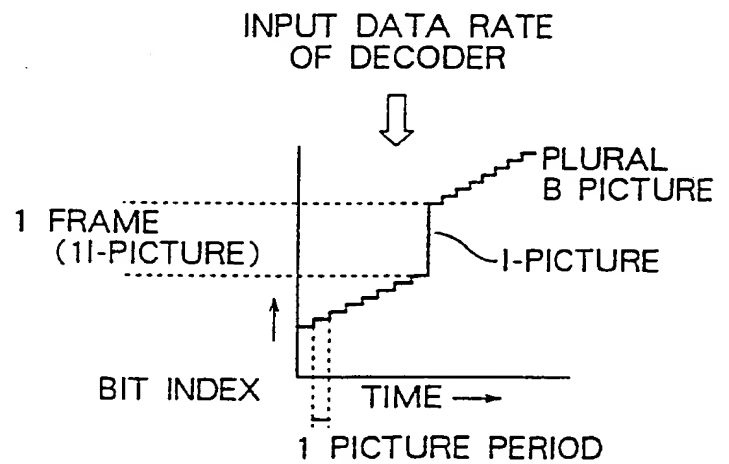 INPUT DATA RATE
OF DECODER
PLURAL
B PICTURE
1 FRAME
(1I-PICTURE)
I-PICTURE
BIT INDEX
TIME
1 PICTURE PERIOD